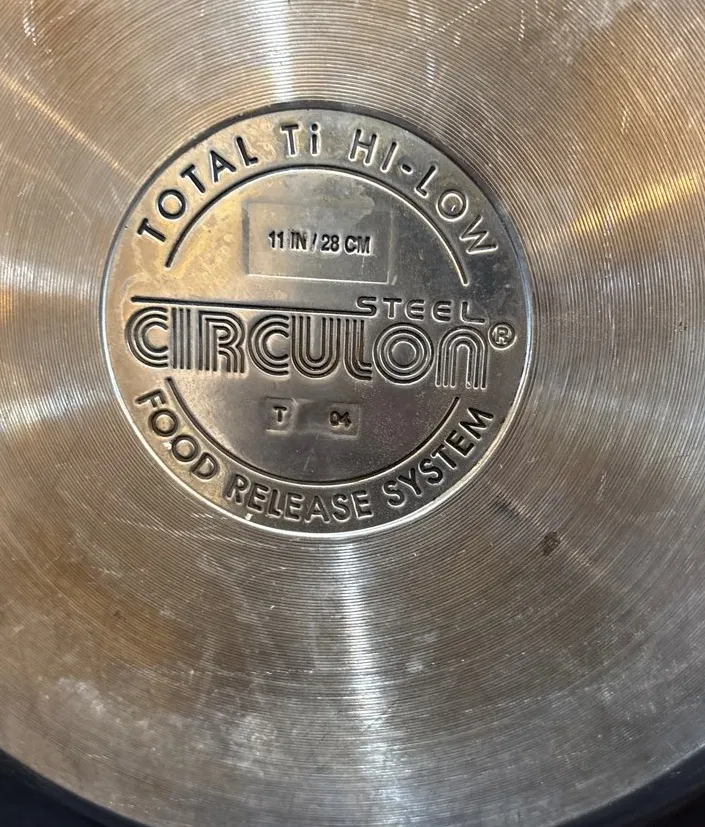 TOTAL Ti HI-LOW
11 IN / 28 CM
STEEL
CIRCULON®
T 04
FOOD RELEASE SYSTEM